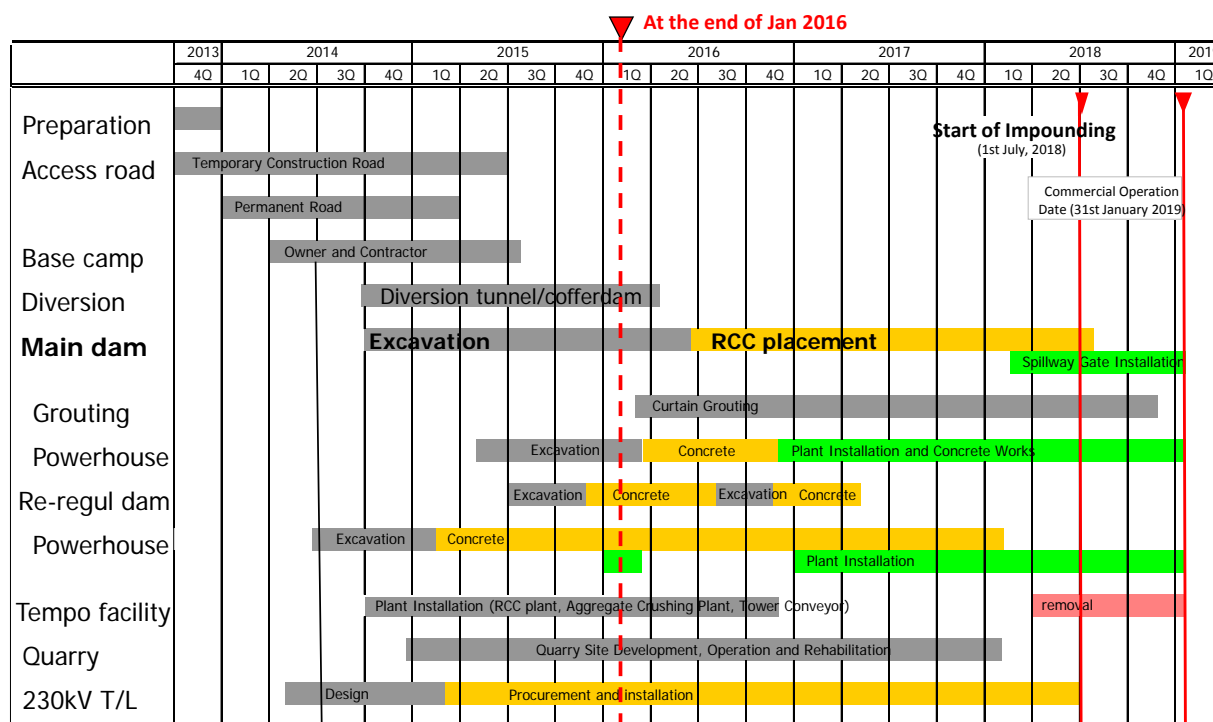 At the end of Jan 2016
2013 2014 2015 2016 2017 2018 201
4Q 1Q 2Q 3Q 4Q 1Q 2Q 3Q 4Q 1Q 2Q 3Q 4Q 1Q 2Q 3Q 4Q 1Q 2Q 3Q 4Q 1Q
Preparation
Start of Impounding
(1st July, 2018)
Access road
Temporary Construction Road
Commercial Operation
Date (31st January 2019)
Permanent Road
Base camp
Owner and Contractor
Diversion
Diversion tunnel/cofferdam
Main dam
Excavation RCC placement
Spillway Gate Installation
Grouting
Curtain Grouting
Powerhouse
Excavation Concrete Plant Installation and Concrete Works
Re-regul dam
Excavation Concrete Excavation Concrete
Powerhouse
Excavation Concrete
Plant Installation
Tempo facility
Plant Installation (RCC plant, Aggregate Crushing Plant, Tower Conveyor) removal
Quarry
Quarry Site Development, Operation and Rehabilitation
230kV T/L
Design Procurement and installation